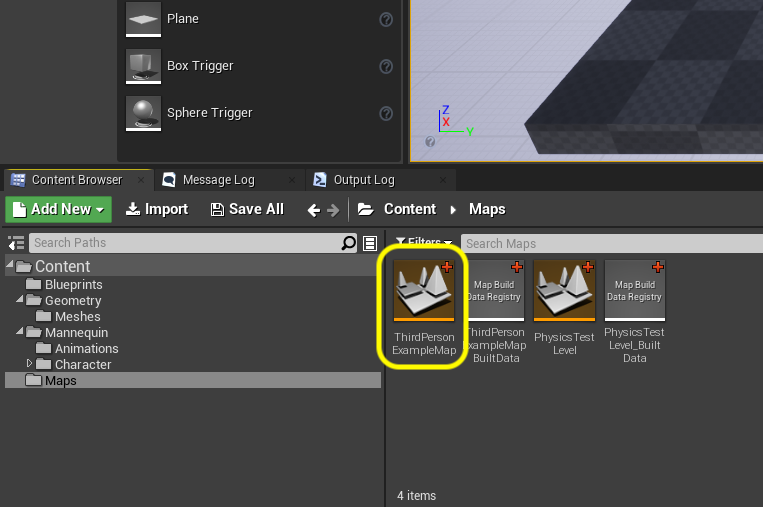 Plane
Box Trigger
Sphere Trigger
Z
X
Y
Content Browser
Message Log
Output Log
Add New
Import
Save All
Content
Maps
Search Paths
Filters
Search Maps
Content
Blueprints
Geometry
Meshes
Mannequin
Animations
Character
Maps
ThirdPerson
ExampleMap
Map Build
Data Registry
ThirdPerson
ExampleMap
BuiltData
PhysicsTest
Level
Map Build
Data Registry
PhysicsTest
Level_Built
Data
4 items